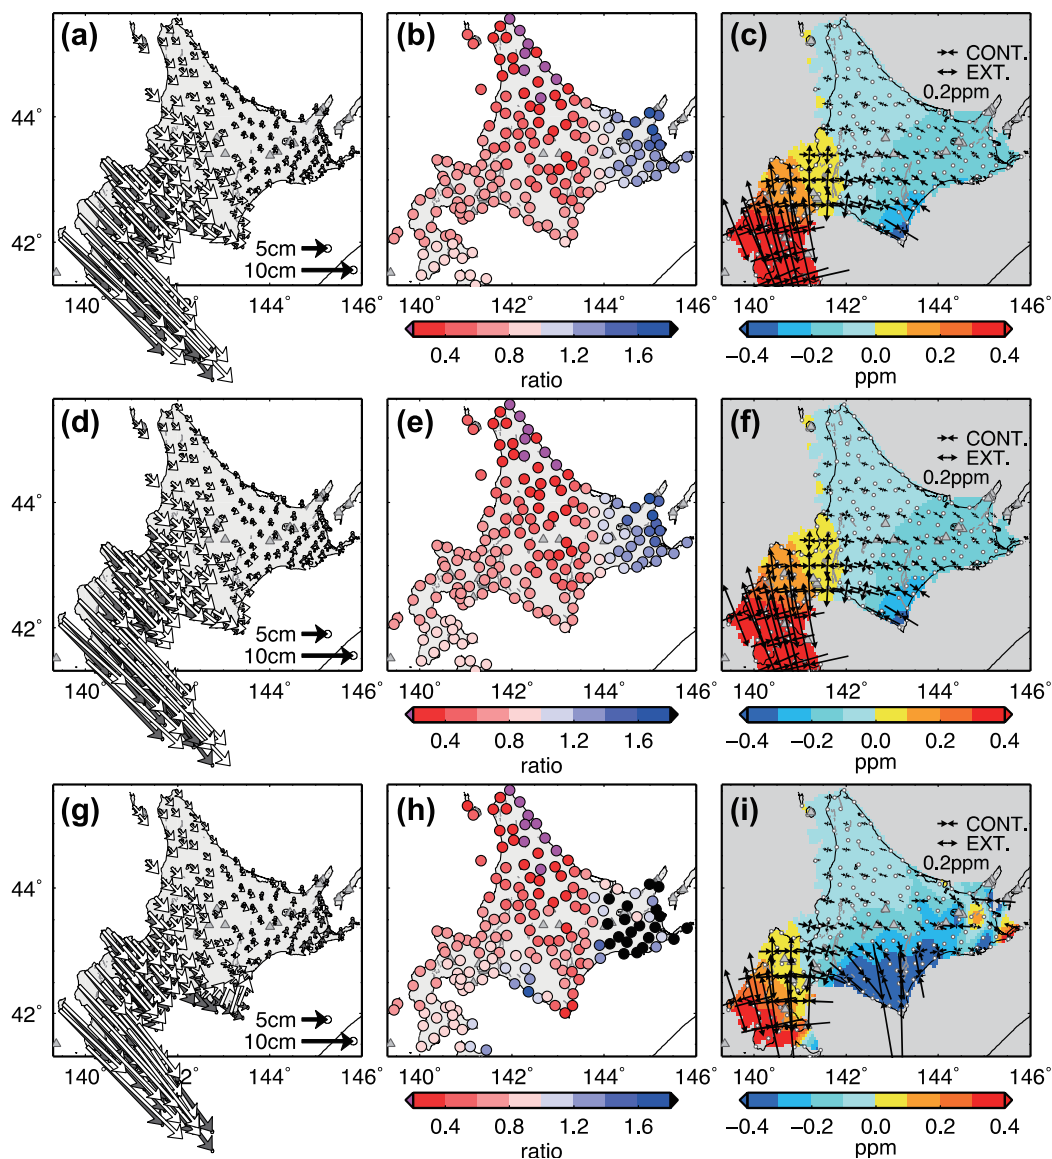 (a) (b) (c)
CONT.
EXT.
0.2ppm
44°
42°
5cm
10cm
140 142 144 146°
140 142 144 146°
140 142 144 146°
0.4 0.8 1.2 1.6
ratio
−0.4 −0.2 0.0 0.2 0.4
ppm
(d) (e) (f)
CONT.
EXT.
0.2ppm
44°
42°
5cm
10cm
140° 142° 144° 146°
140° 142° 144° 146°
140° 142° 144° 146°
0.4 0.8 1.2 1.6
ratio
−0.4 −0.2 0.0 0.2 0.4
ppm
(g) (h) (i)
CONT.
EXT.
0.2ppm
44°
42°
5cm
10cm
140° 142° 144° 146°
140° 142° 144° 146°
140° 142° 144° 146°
0.4 0.8 1.2 1.6
ratio
−0.4 −0.2 0.0 0.2 0.4
ppm